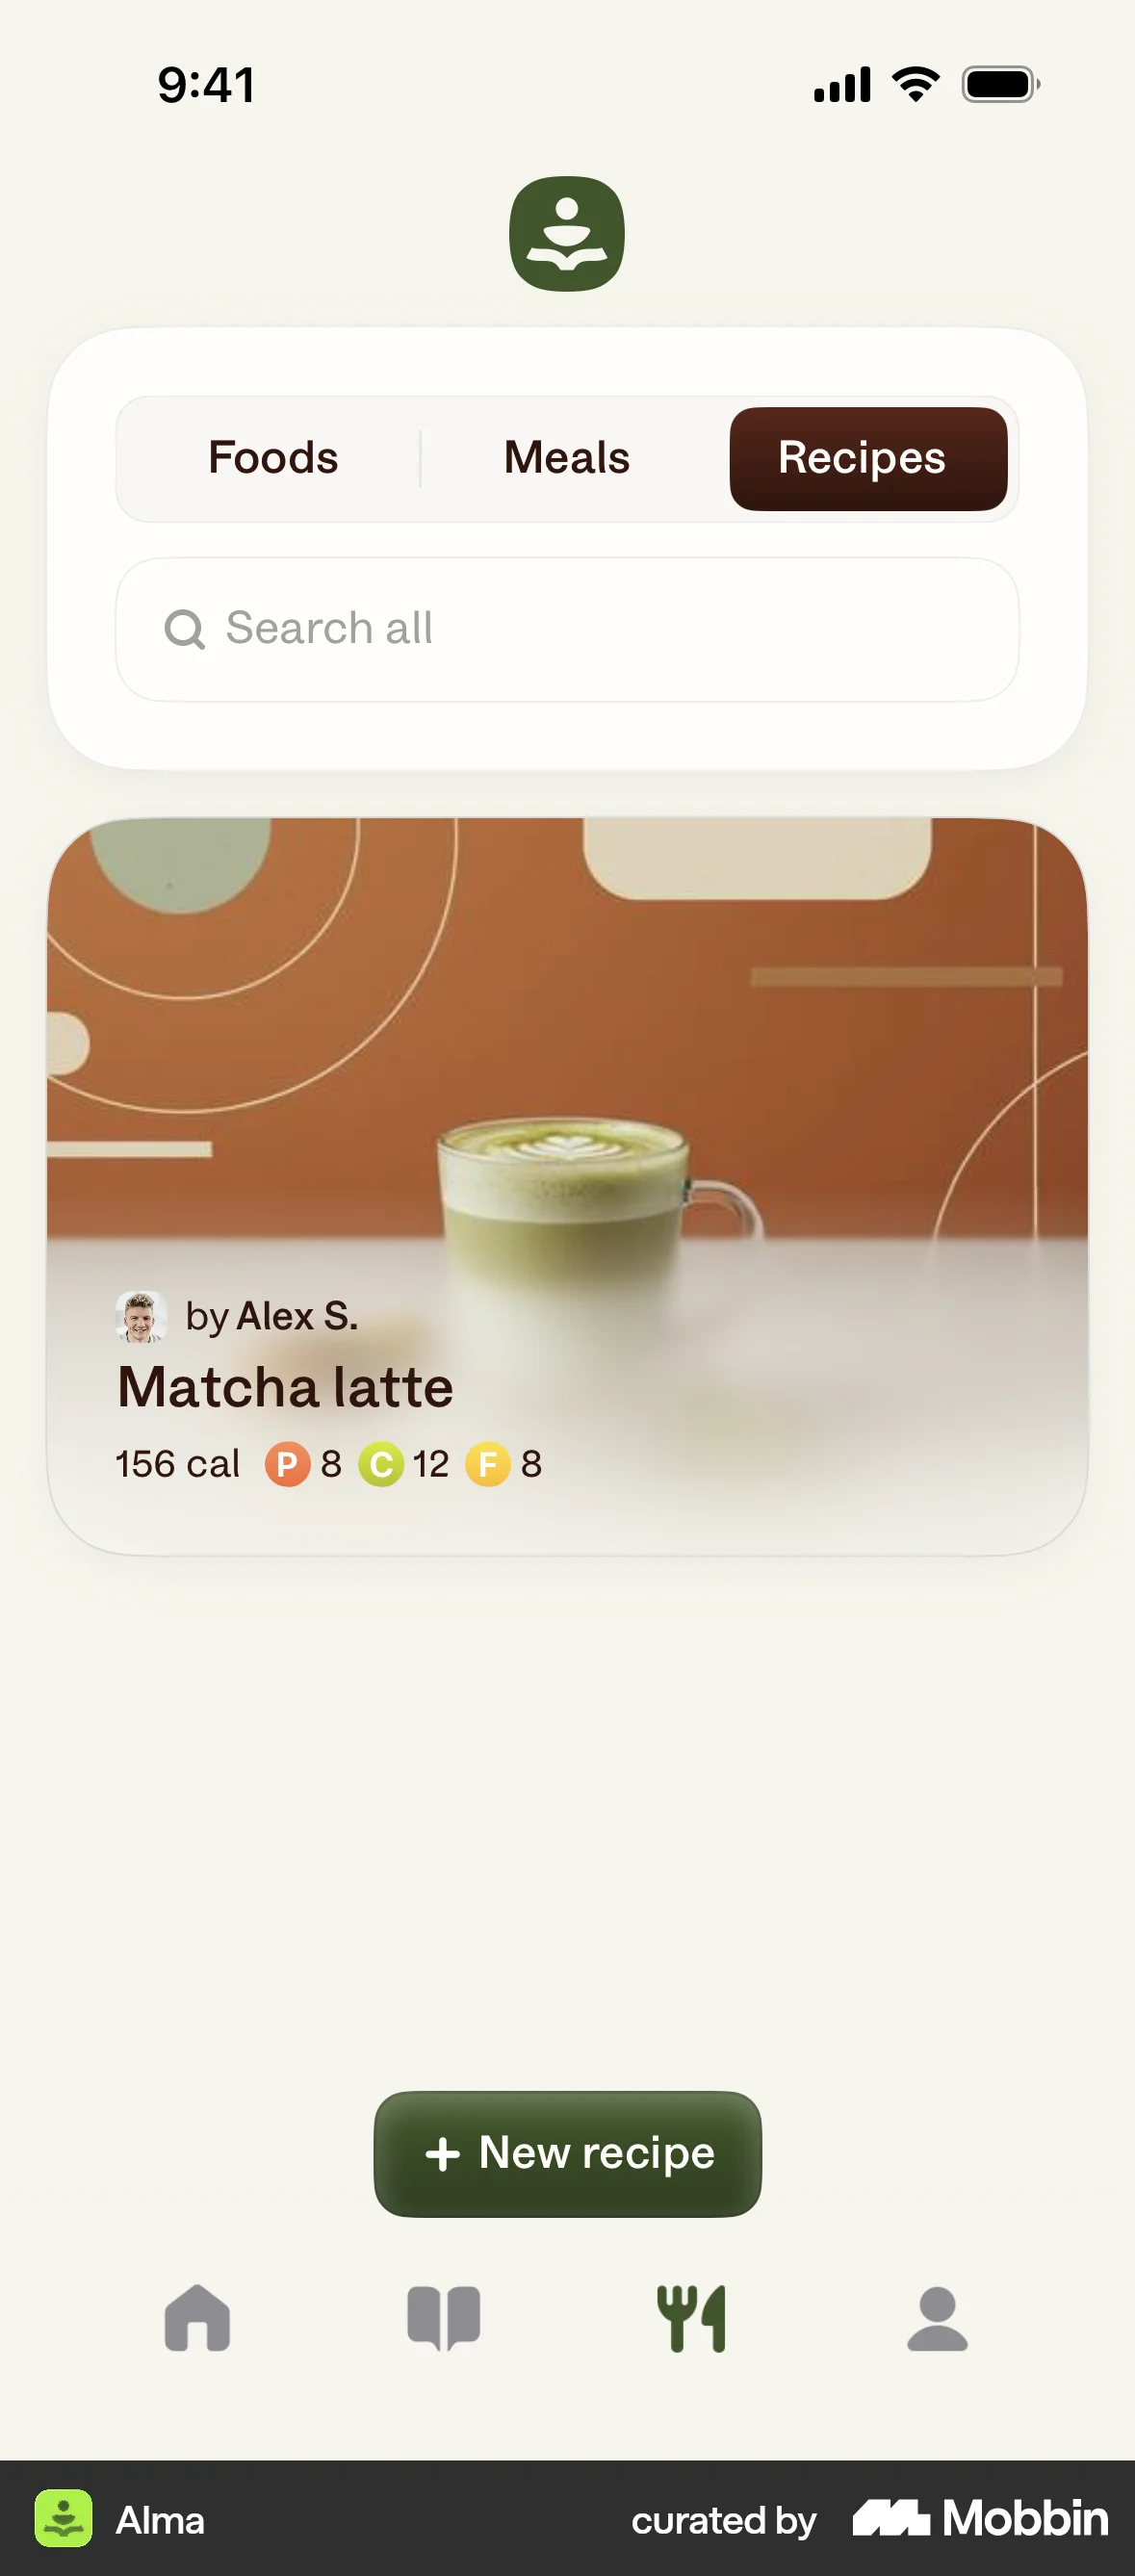 9:41
Foods
Meals
Recipes
Search all
by Alex S.
Matcha latte
156 cal P 8 C 12 F 8
+ New recipe
Alma
curated by Mobbin